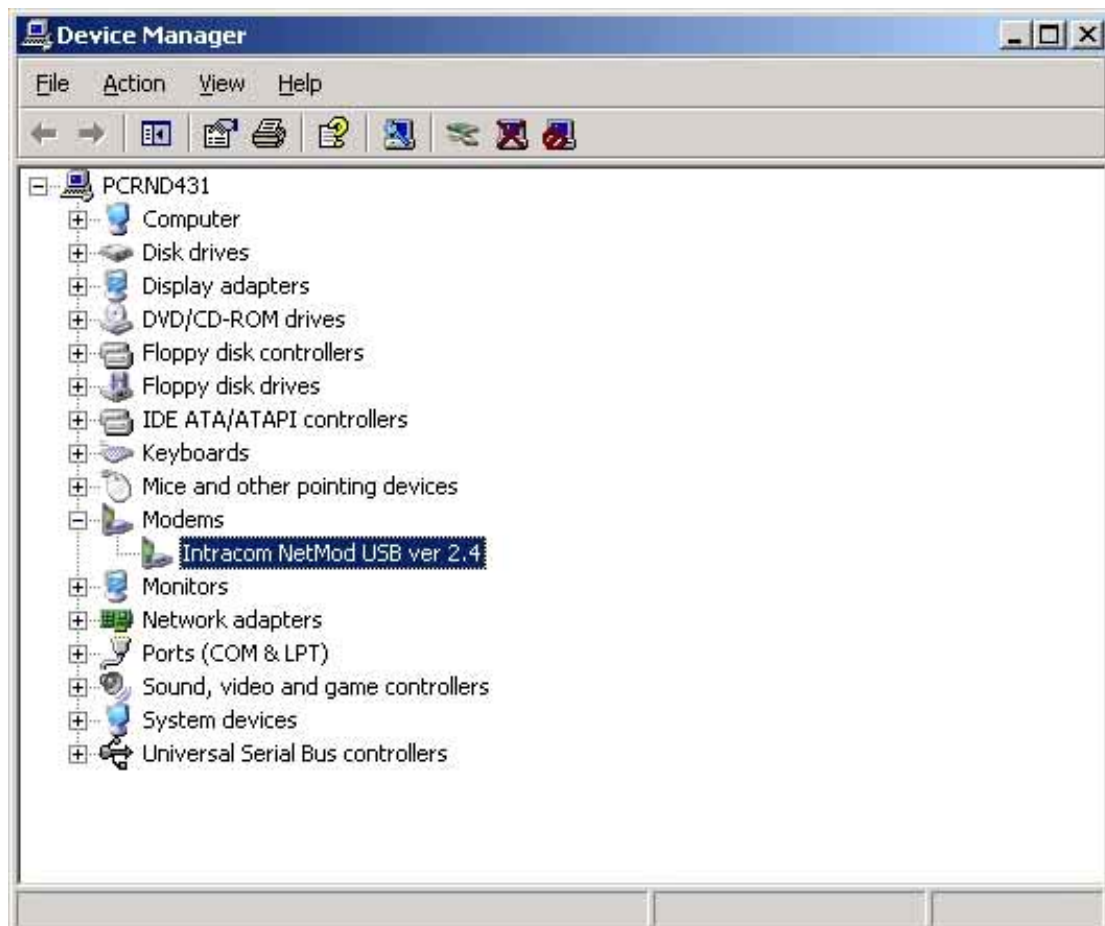 Device Manager
File Action View Help
PCRND431
Computer
Disk drives
Display adapters
DVD/CD-ROM drives
Floppy disk controllers
Floppy disk drives
IDE ATA/ATAPI controllers
Keyboards
Mice and other pointing devices
Modems
Intracom NetMod USB ver 2.4
Monitors
Network adapters
Ports (COM & LPT)
Sound, video and game controllers
System devices
Universal Serial Bus controllers